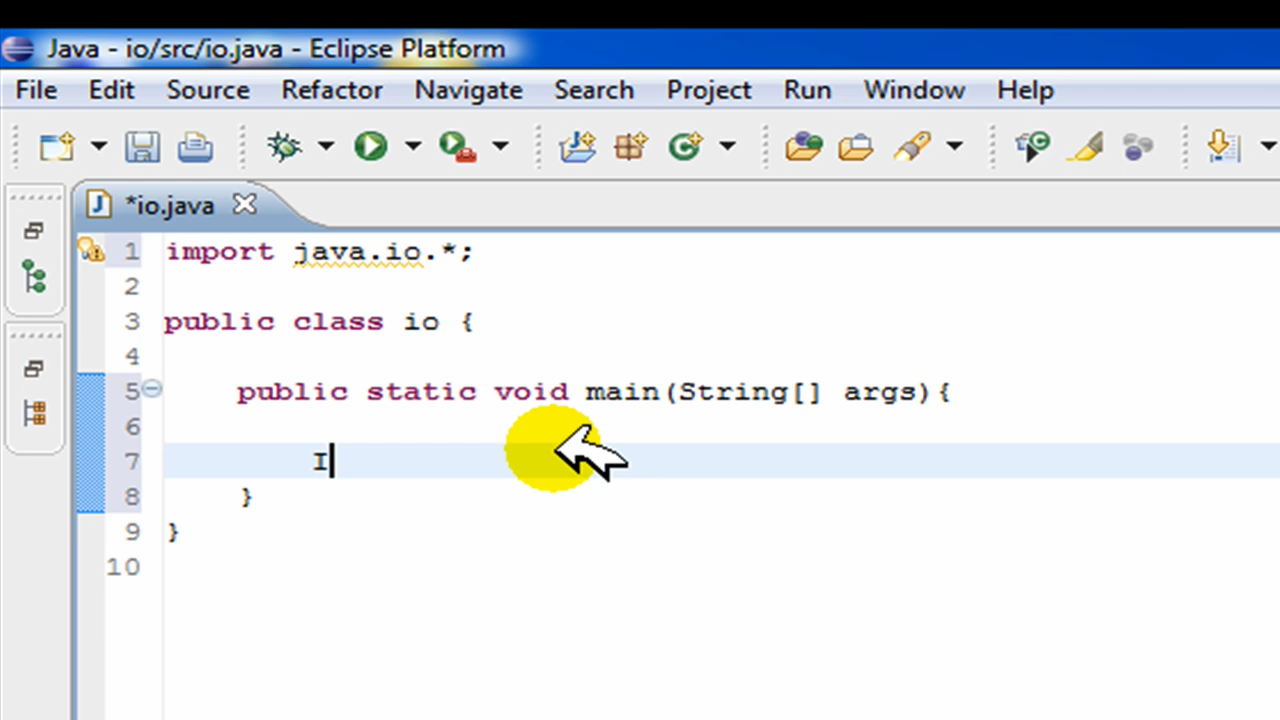 Java - io/src/io.java - Eclipse Platform
File Edit Source Refactor Navigate Search Project Run Window Help
*io.java
1 import java.io.*;
2
3 public class io {
4
5 public static void main(String[] args){
6
7 I
8 }
9 }
10